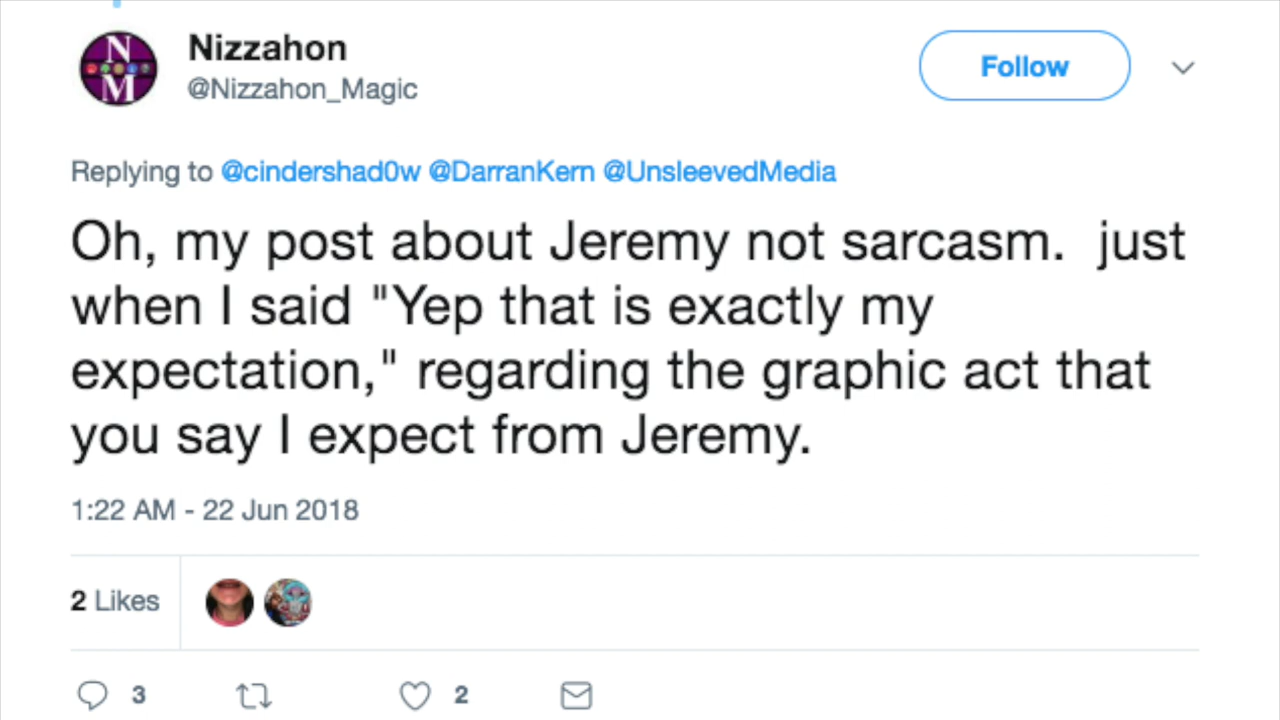 N
M
Nizzahon
@Nizzahon_Magic
Follow
Replying to @cindershad0w @DarranKern @UnsleevedMedia
Oh, my post about Jeremy not sarcasm.  just
when I said "Yep that is exactly my
expectation," regarding the graphic act that
you say I expect from Jeremy.
1:22 AM - 22 Jun 2018
2 Likes
3
2